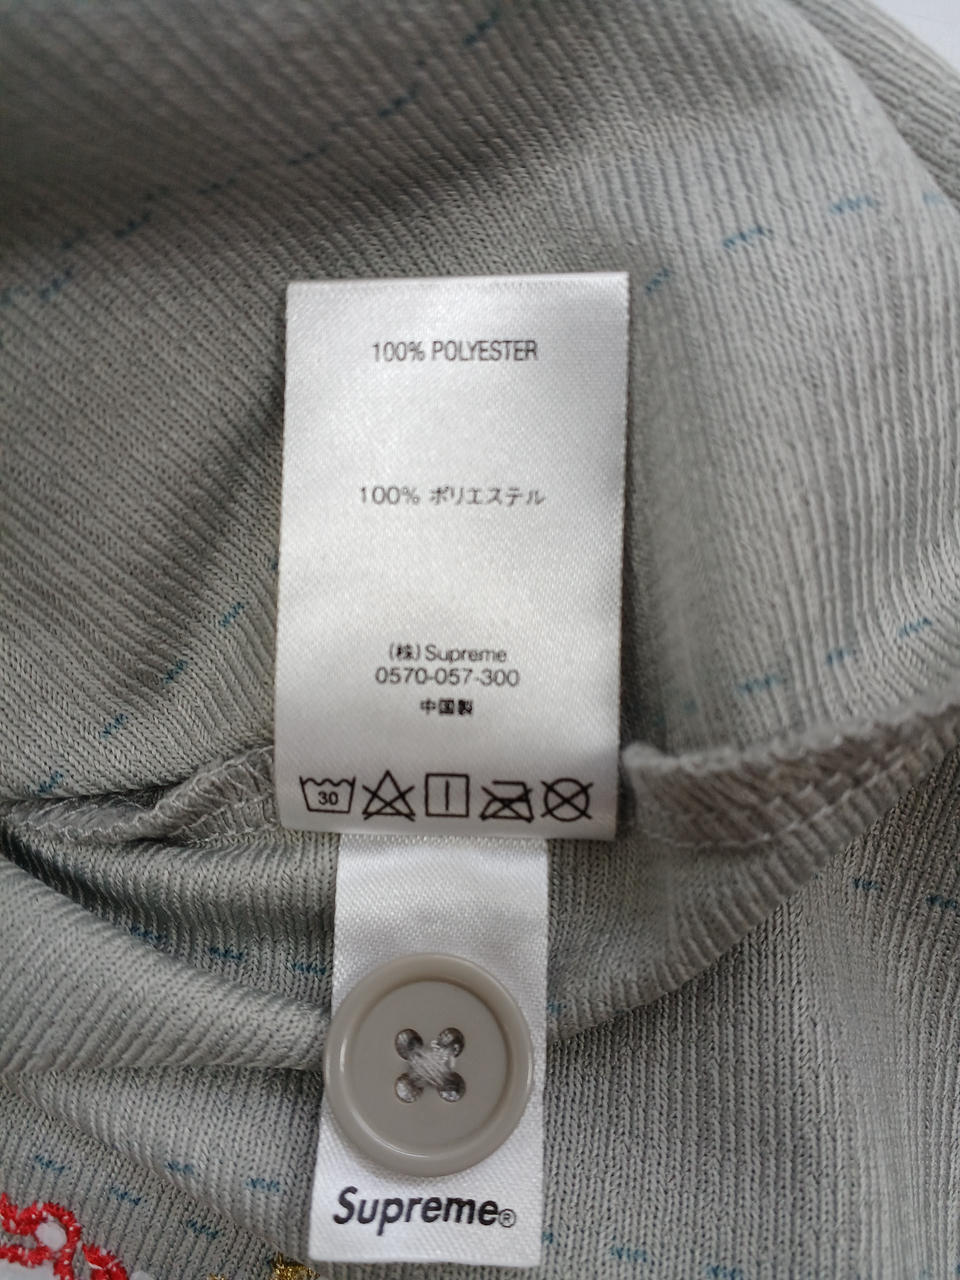 100% POLYESTER
100% ポリエステル
(株) Supreme
0570-057-300
中国製
30
Supreme®